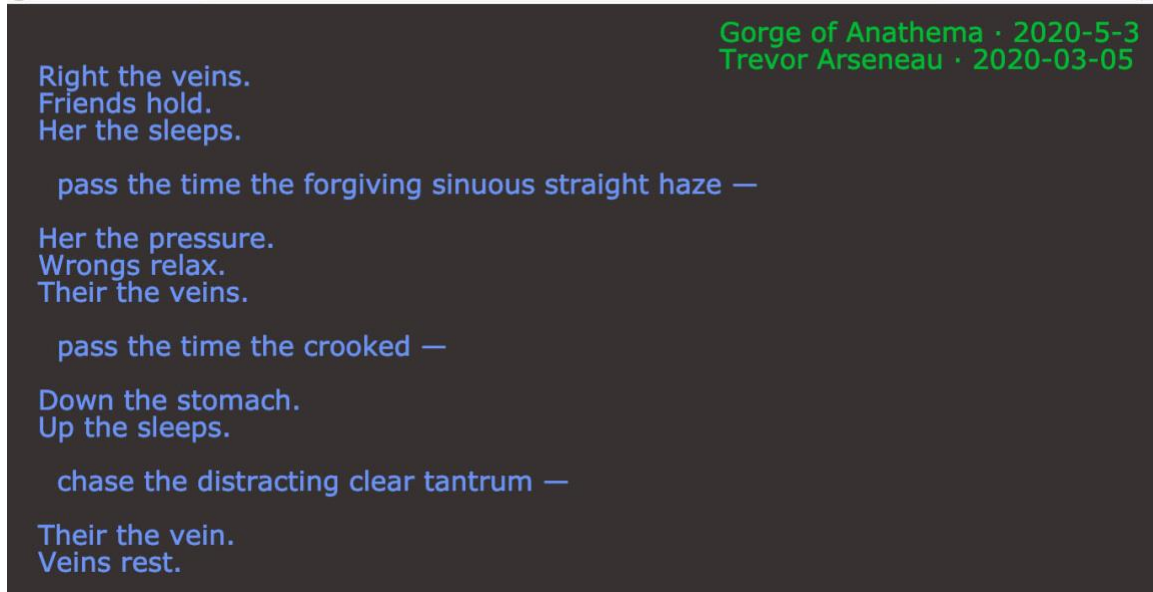 Gorge of Anathema · 2020-5-3
Trevor Arseneau · 2020-03-05
Right the veins.
Friends hold.
Her the sleeps.
pass the time the forgiving sinuous straight haze —
Her the pressure.
Wrongs relax.
Their the veins.
pass the time the crooked —
Down the stomach.
Up the sleeps.
chase the distracting clear tantrum —
Their the vein.
Veins rest.